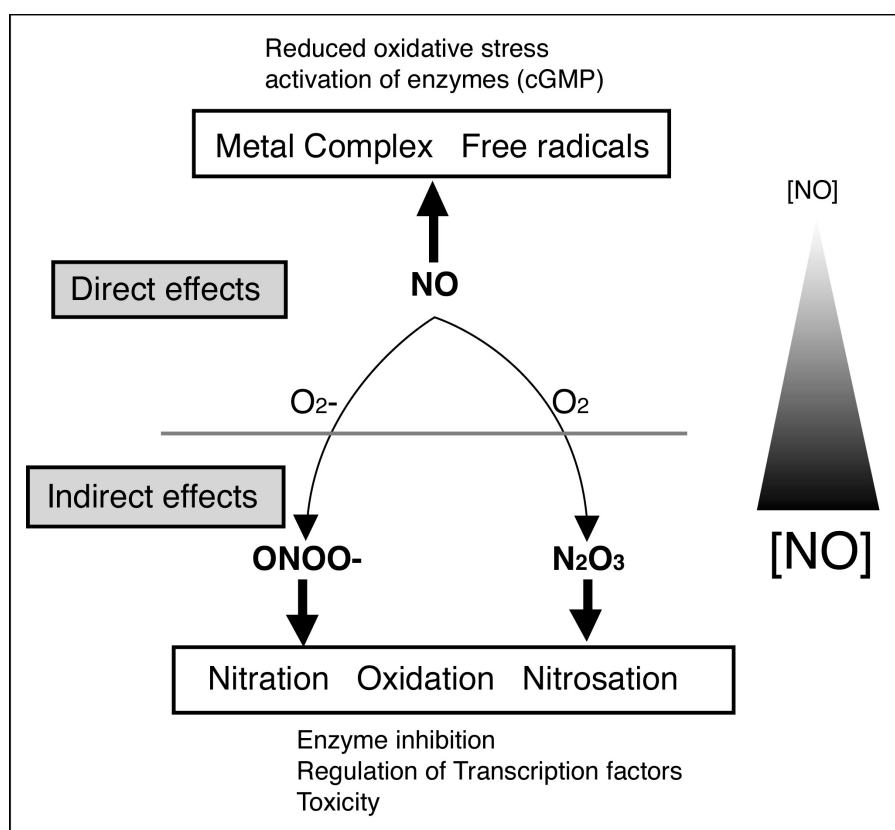 Reduced oxidative stress
activation of enzymes (cGMP)
Metal Complex Free radicals
[NO]
Direct effects
NO
O2-
O2
Indirect effects
ONOO-
N2O3
[NO]
Nitration Oxidation Nitrosation
Enzyme inhibition
Regulation of Transcription factors
Toxicity